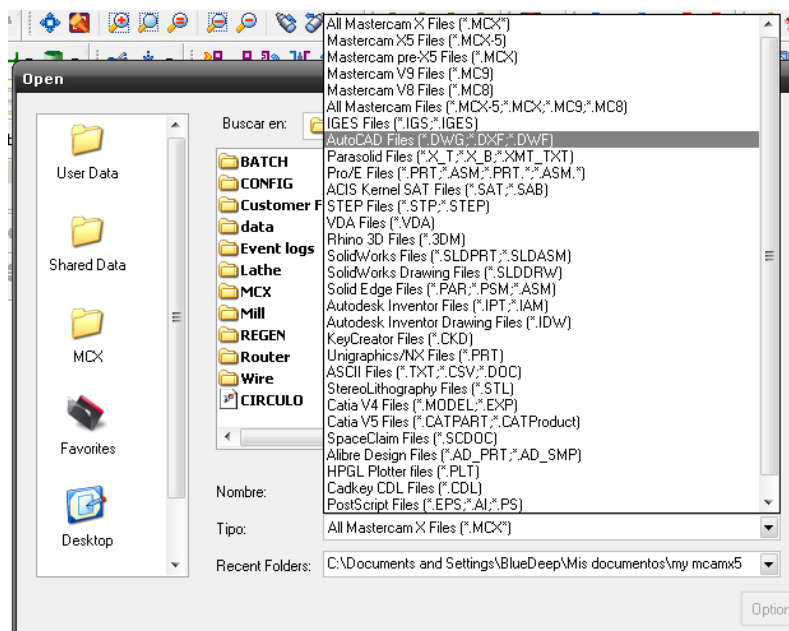 Open
User Data
Shared Data
MCX
Favorites
Desktop
Buscar en:
BATCH
CONFIG
Customer F
data
Event logs
Lathe
MCX
Mill
REGEN
Router
Wire
CIRCULO
All Mastercam X Files (*.MCX*)
Mastercam X5 Files (*.MCX-5)
Mastercam pre-X5 Files (*.MCX)
Mastercam V9 Files (*.MC9)
Mastercam V8 Files (*.MC8)
All Mastercam Files (*.MCX-5;*.MCX;*.MC9;*.MC8)
IGES Files (*.IGS;*.IGES)
AutoCAD Files (*.DWG;*.DXF;*.DWF)
Parasolid Files (*.X_T;*.X_B;*.XMT_TXT)
Pro/E Files (*.PRT;*.ASM;*.PRT.*;*.ASM.*)
ACIS Kernel SAT Files (*.SAT;*.SAB)
STEP Files (*.STP;*.STEP)
VDA Files (*.VDA)
Rhino 3D Files (*.3DM)
SolidWorks Files (*.SLDPRT;*.SLDASM)
SolidWorks Drawing Files (*.SLDDRW)
Solid Edge Files (*.PAR;*.PSM;*.ASM)
Autodesk Inventor Files (*.IPT;*.IAM)
Autodesk Inventor Drawing Files (*.IDW)
KeyCreator Files (*.CKD)
Unigraphics/NX Files (*.PRT)
ASCII Files (*.TXT;*.CSV;*.DOC)
StereoLithography Files (*.STL)
Catia V4 Files (*.MODEL;*.EXP)
Catia V5 Files (*.CATPART;*.CATProduct)
SpaceClaim Files (*.SCDOC)
Alibre Design Files (*.AD_PRT;*.AD_SMP)
HPGL Plotter files (*.PLT)
Cadkey CDL Files (*.CDL)
PostScript Files (*.EPS;*.AI;*.PS)
Nombre:
Tipo: All Mastercam X Files (*.MCX*)
Recent Folders: C:\Documents and Settings\BlueDeep\Mis documentos\my mcamx5
Option